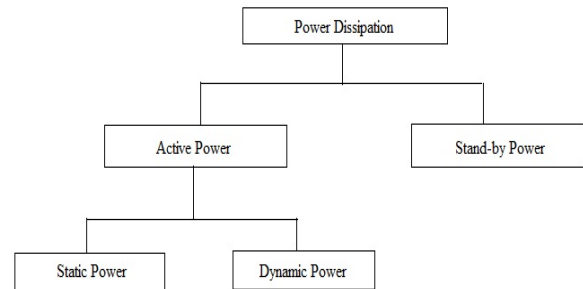 Power Dissipation
Active Power
Stand-by Power
Static Power
Dynamic Power